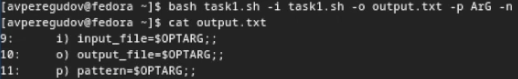 [avperegudov@fedora ~]$ bash task1.sh -i task1.sh -o output.txt -p ArG -n
[avperegudov@fedora ~]$ cat output.txt
9:      i) input_file=$OPTARG;;
10:     o) output_file=$OPTARG;;
11:     p) pattern=$OPTARG;;